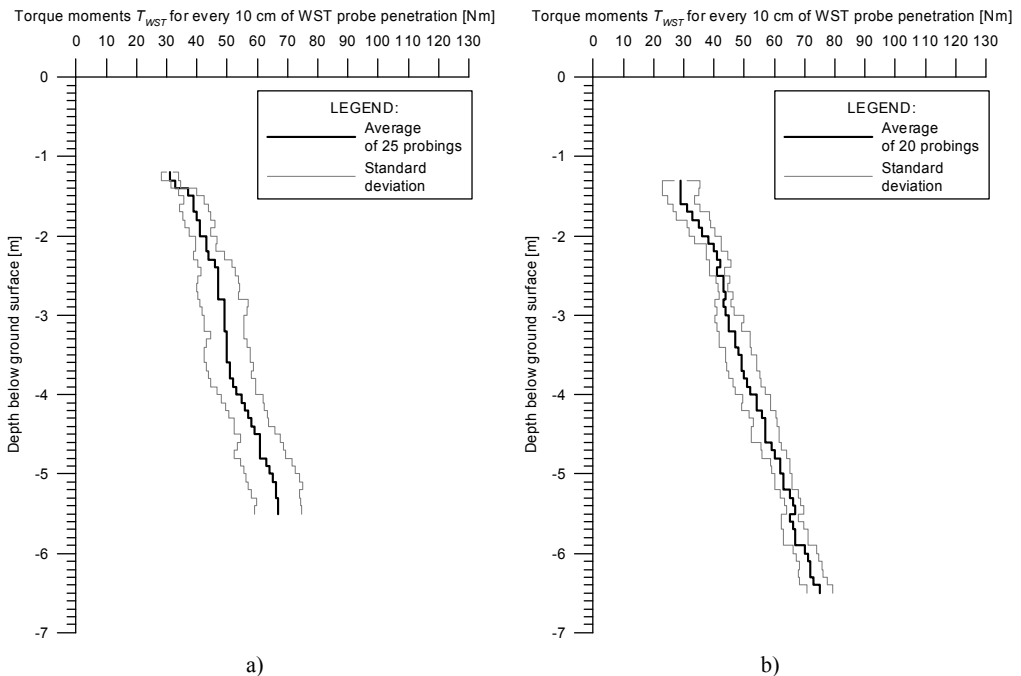 Torque moments TWST for every 10 cm of WST probe penetration [Nm]
0 10 20 30 40 50 60 70 80 90 100 110 120 130
0
-1
-2
-3
-4
-5
-6
-7
Depth below ground surface [m]
LEGEND:
Average
of 25 probings
Standard
deviation
a)
Torque moments TWST for every 10 cm of WST probe penetration [Nm]
0 10 20 30 40 50 60 70 80 90 100 110 120 130
0
-1
-2
-3
-4
-5
-6
-7
Depth below ground surface [m]
LEGEND:
Average
of 20 probings
Standard
deviation
b)